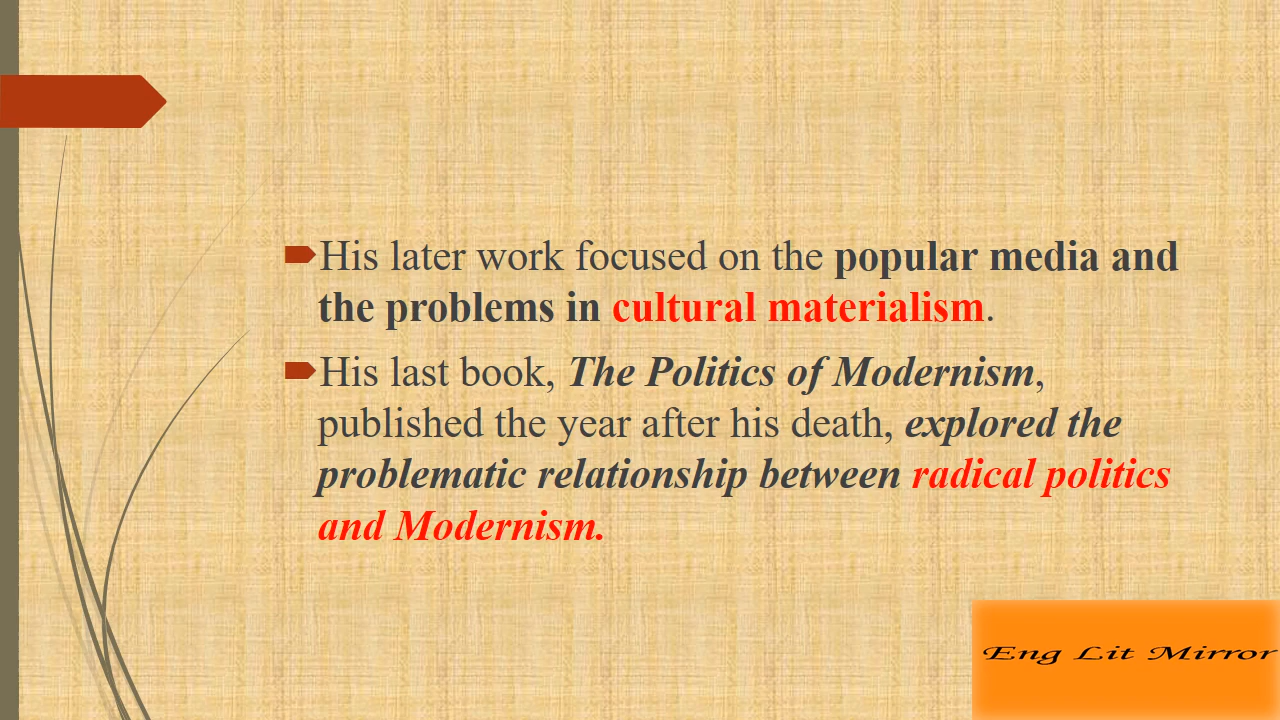 His later work focused on the popular media and
the problems in cultural materialism.
His last book, The Politics of Modernism,
published the year after his death, explored the
problematic relationship between radical politics
and Modernism.
Eng Lit Mirror